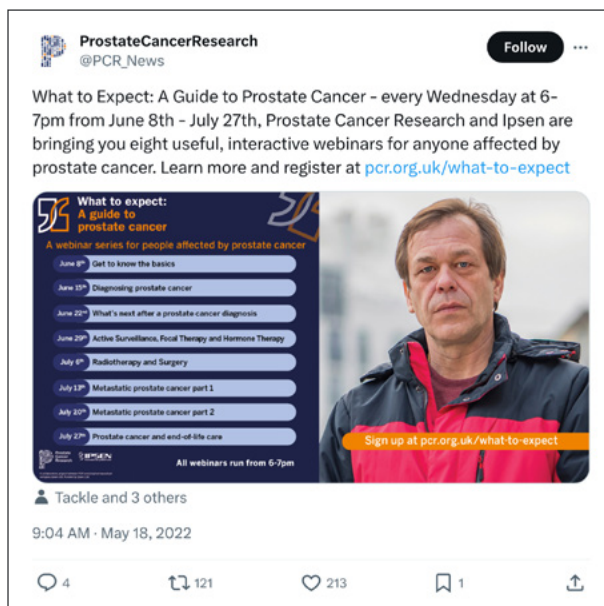 ProstateCancerResearch
@PCR_News
Follow
What to Expect: A Guide to Prostate Cancer - every Wednesday at 6-
7pm from June 8th - July 27th, Prostate Cancer Research and Ipsen are
bringing you eight useful, interactive webinars for anyone affected by
prostate cancer. Learn more and register at pcr.org.uk/what-to-expect
What to expect:
A guide to
prostate cancer
A webinar series for people affected by prostate cancer
June 8th Get to know the basics
June 15th Diagnosing prostate cancer
June 22nd What's next after a prostate cancer diagnosis
June 29th Active Surveillance, Focal Therapy and Hormone Therapy
July 6th Radiotherapy and Surgery
July 13th Metastatic prostate cancer part 1
July 20th Metastatic prostate cancer part 2
July 27th Prostate cancer and end-of-life care
Prostate
Cancer
Research
IPSEN
All webinars run from 6-7pm
Sign up at pcr.org.uk/what-to-expect
Tackle and 3 others
9:04 AM · May 18, 2022
4
121
213
1